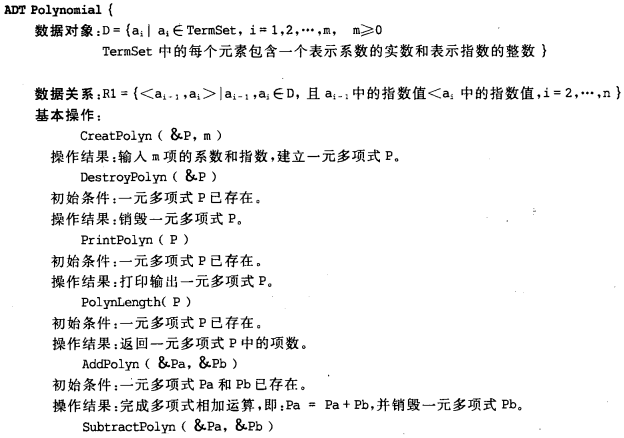 ADT Polynomial {
数据对象:D = {aᵢ | aᵢ ∈ TermSet, i = 1,2,⋯,m, m≥0
TermSet 中的每个元素包含一个表示系数的实数和表示指数的整数 }
数据关系:R1 = {<aᵢ₋₁,aᵢ>|aᵢ₋₁,aᵢ∈D, 且 aᵢ₋₁中的指数值<aᵢ 中的指数值,i = 2,⋯,n }
基本操作:
CreatPolyn ( &P, m )
操作结果:输入 m 项的系数和指数,建立一元多项式 P。
DestroyPolyn ( &P )
初始条件:一元多项式 P 已存在。
操作结果:销毁一元多项式 P。
PrintPolyn ( P )
初始条件:一元多项式 P 已存在。
操作结果:打印输出一元多项式 P。
PolynLength( P )
初始条件:一元多项式 P 已存在。
操作结果:返回一元多项式 P 中的项数。
AddPolyn ( &Pa, &Pb )
初始条件:一元多项式 Pa 和 Pb 已存在。
操作结果:完成多项式相加运算,即:Pa = Pa + Pb,并销毁一元多项式 Pb。
SubtractPolyn ( &Pa, &Pb )